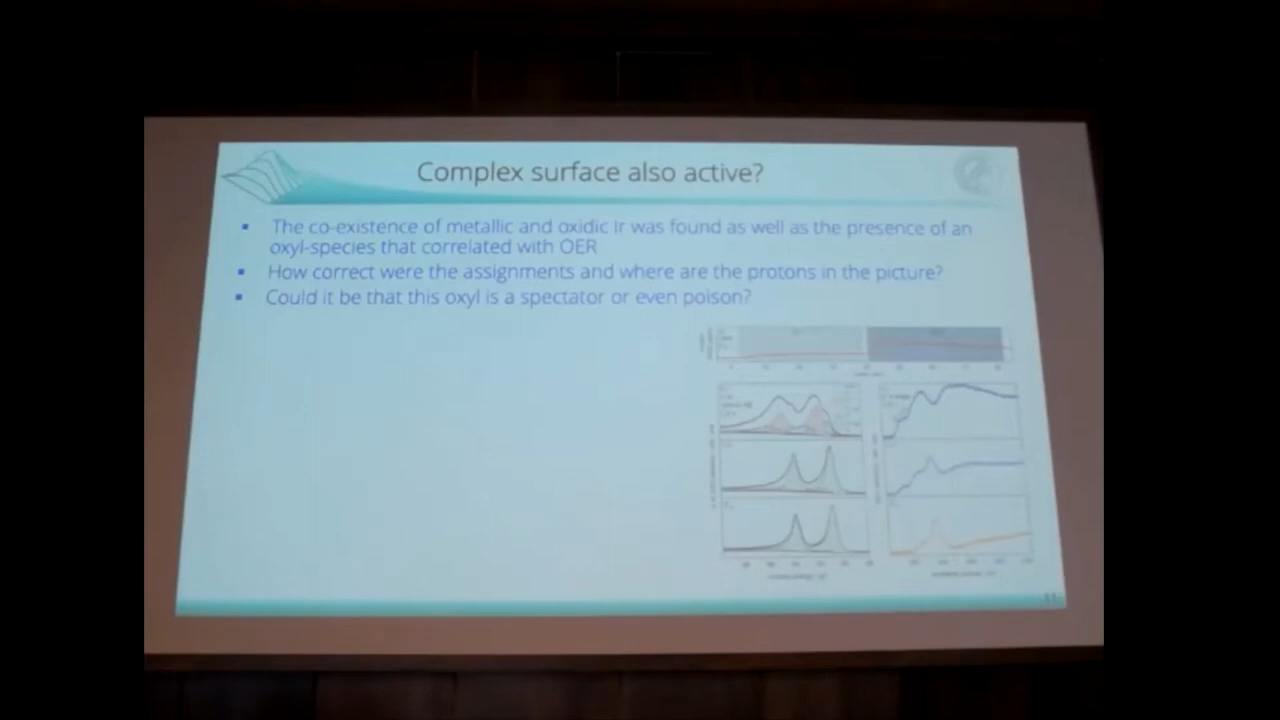 Complex surface also active?
The co-existence of metallic and oxidic Ir was found as well as the presence of an
oxyl-species that correlated with OER
How correct were the assignments and where are the protons in the picture?
Could it be that this oxyl is a spectator or even poison?